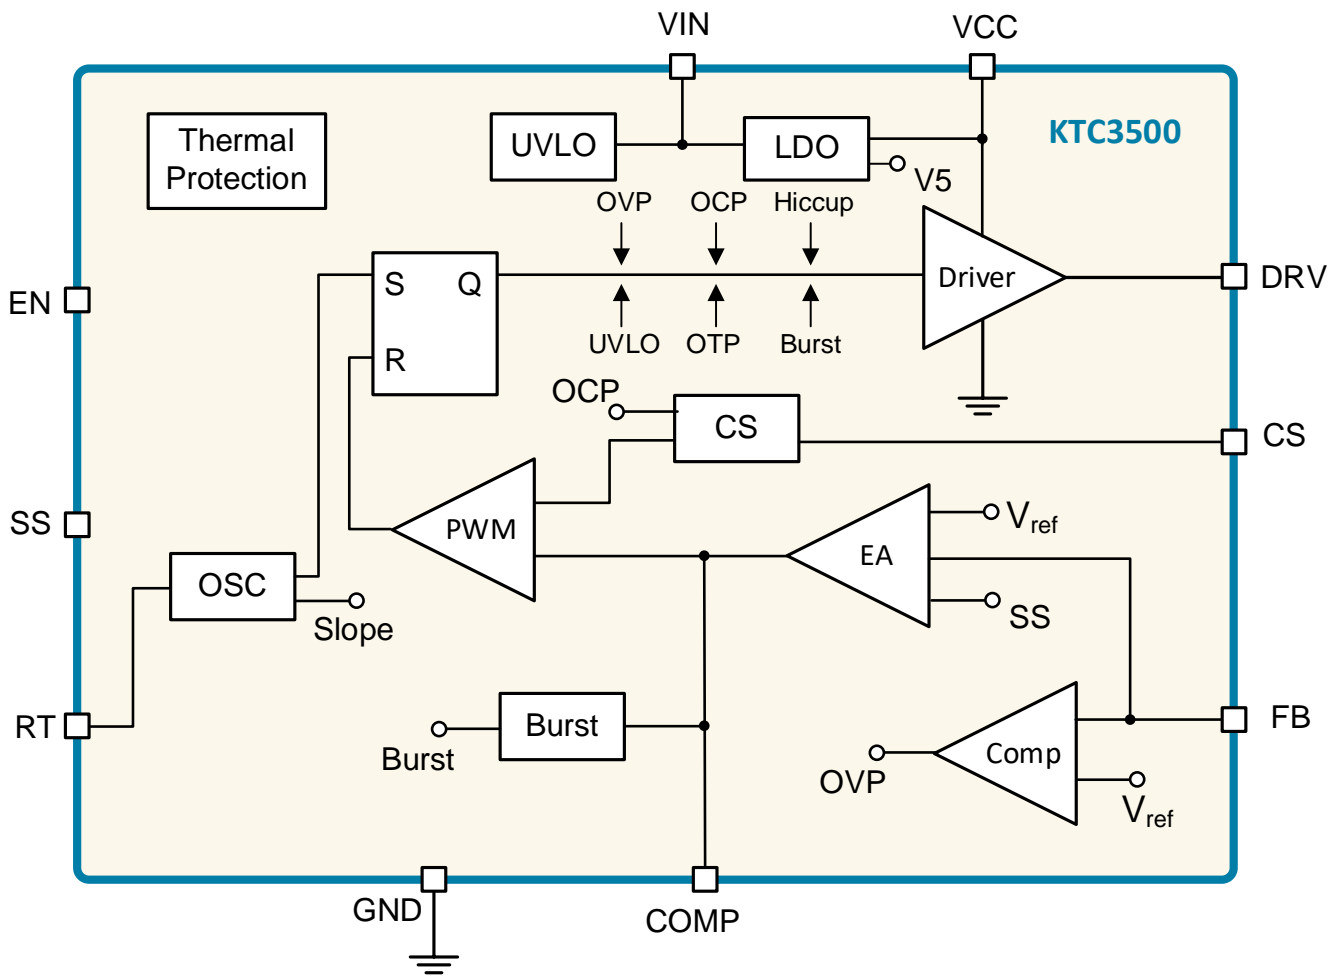 VIN
VCC
KTC3500
Thermal
Protection
UVLO
LDO
V5
OVP
OCP
Hiccup
S
Q
R
Driver
DRV
EN
UVLO
OTP
Burst
OCP
CS
CS
PWM
EA
Vref
SS
SS
OSC
Slope
RT
Burst
Burst
Comp
OVP
Vref
FB
GND
COMP